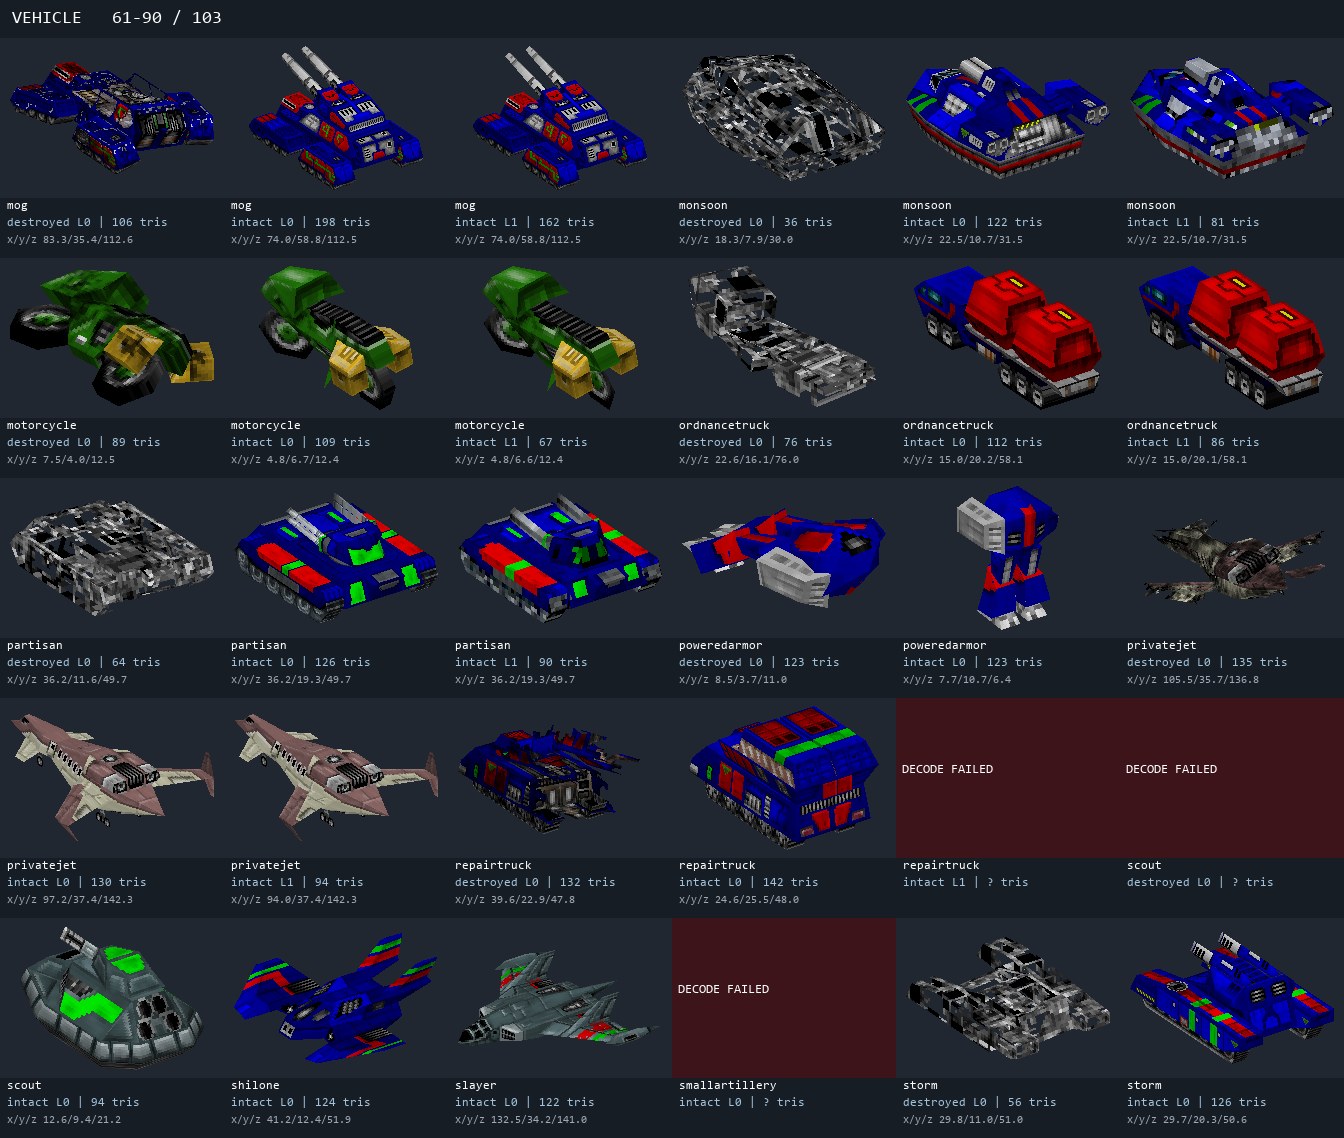 VEHICLE 61-90 / 103
mog
destroyed L0 | 106 tris
x/y/z 83.3/35.4/112.6
mog
intact L0 | 198 tris
x/y/z 74.0/58.8/112.5
mog
intact L1 | 162 tris
x/y/z 74.0/58.8/112.5
monsoon
destroyed L0 | 36 tris
x/y/z 18.3/7.9/30.0
monsoon
intact L0 | 122 tris
x/y/z 22.5/10.7/31.5
monsoon
intact L1 | 81 tris
x/y/z 22.5/10.7/31.5
motorcycle
destroyed L0 | 89 tris
x/y/z 7.5/4.0/12.5
motorcycle
intact L0 | 109 tris
x/y/z 4.8/6.7/12.4
motorcycle
intact L1 | 67 tris
x/y/z 4.8/6.6/12.4
ordnancetruck
destroyed L0 | 76 tris
x/y/z 22.6/16.1/76.0
ordnancetruck
intact L0 | 112 tris
x/y/z 15.0/20.2/58.1
ordnancetruck
intact L1 | 86 tris
x/y/z 15.0/20.1/58.1
partisan
destroyed L0 | 64 tris
x/y/z 36.2/11.6/49.7
partisan
intact L0 | 126 tris
x/y/z 36.2/19.3/49.7
partisan
intact L1 | 90 tris
x/y/z 36.2/19.3/49.7
poweredarmor
destroyed L0 | 123 tris
x/y/z 8.5/3.7/11.0
poweredarmor
intact L0 | 123 tris
x/y/z 7.7/10.7/6.4
privatejet
destroyed L0 | 135 tris
x/y/z 105.5/35.7/136.8
privatejet
intact L0 | 130 tris
x/y/z 97.2/37.4/142.3
privatejet
intact L1 | 94 tris
x/y/z 94.0/37.4/142.3
repairtruck
destroyed L0 | 132 tris
x/y/z 39.6/22.9/47.8
repairtruck
intact L0 | 142 tris
x/y/z 24.6/25.5/48.0
DECODE FAILED
repairtruck
intact L1 | ? tris
DECODE FAILED
scout
destroyed L0 | ? tris
scout
intact L0 | 94 tris
x/y/z 12.6/9.4/21.2
shilone
intact L0 | 124 tris
x/y/z 41.2/12.4/51.9
slayer
intact L0 | 122 tris
x/y/z 132.5/34.2/141.0
DECODE FAILED
smallartillery
intact L0 | ? tris
storm
destroyed L0 | 56 tris
x/y/z 29.8/11.0/51.0
storm
intact L0 | 126 tris
x/y/z 29.7/20.3/50.6